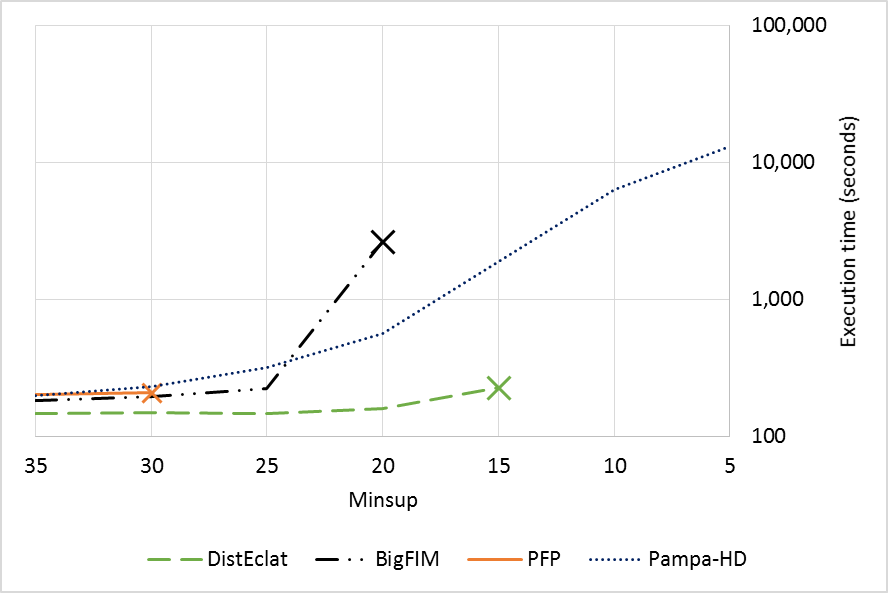 100,000
10,000
1,000
100
Execution time (seconds)
35 30 25 20 15 10 5
Minsup
DistEclat BigFIM PFP Pampa-HD